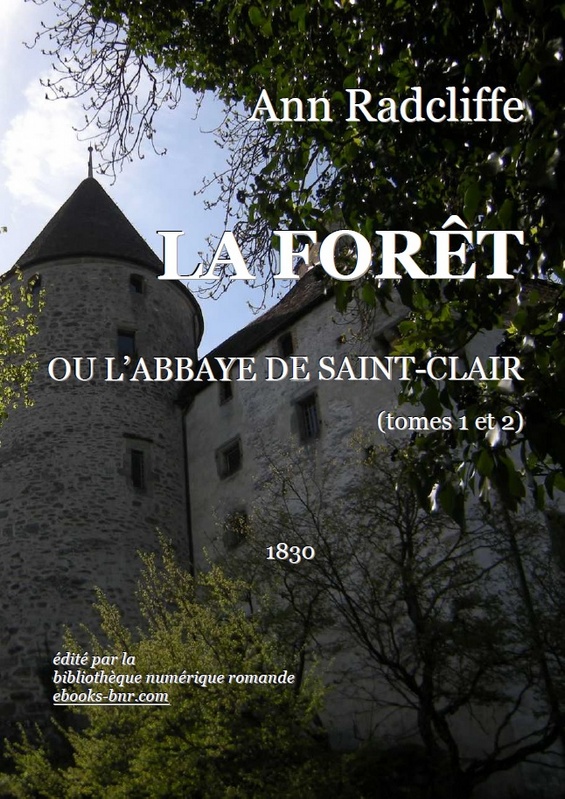 Ann Radcliffe
LA FORÊT
OU L’ABBAYE DE SAINT-CLAIR
(tomes 1 et 2)
1830
édité par la
bibliothèque numérique romande
ebooks-bnr.com